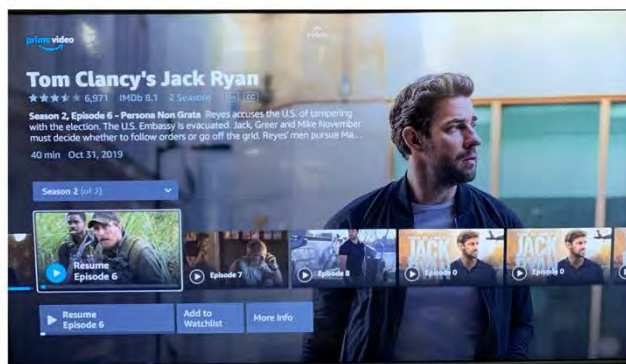 prime video
Tom Clancy's Jack Ryan
6,971 IMDb 8.1 2 Seasons CC
Season 2, Episode 6 - Persona Non Grata Reyes accuses the U.S. of tampering
with the election. The U.S. Embassy is evacuated. Jack, Greer and Mike November
must decide whether to follow orders or go off the grid. Reyes' men pursue Ma...
40 min Oct 31, 2019
Season 2 (of 2)
Resume
Episode 6
Episode 7
Episode 8
JACK
Episode 0
JACK
Episode 0
Resume
Episode 6
Add to
Watchlist
More Info